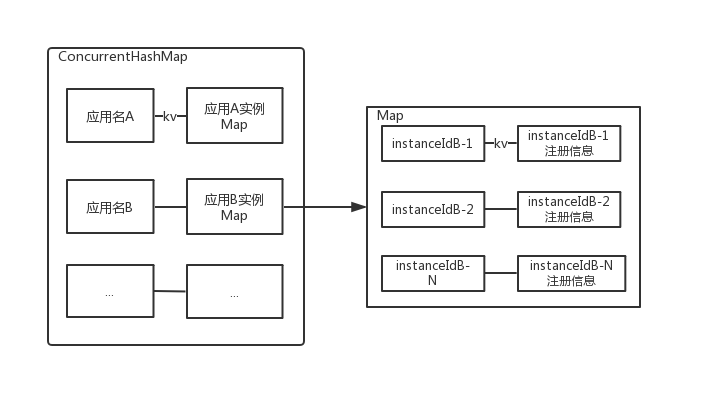 ConcurrentHashMap
应用名A
kv
应用A实例
Map
应用名B
应用B实例
Map
...
...
Map
instanceIdB-1
kv
instanceIdB-1
注册信息
instanceIdB-2
instanceIdB-2
注册信息
instanceIdB-
N
instanceIdB-N
注册信息